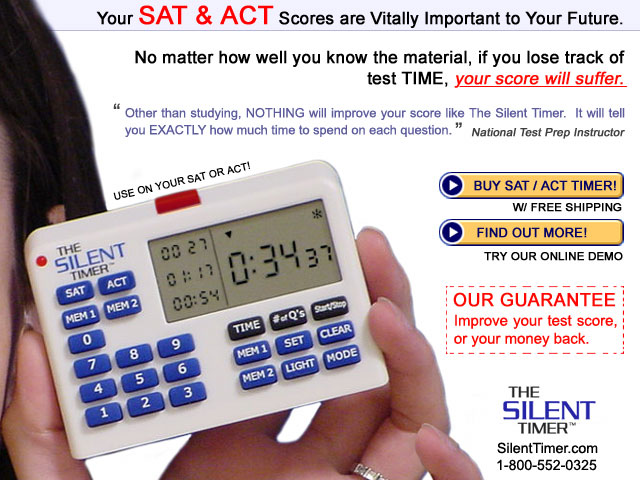 Your SAT & ACT Scores are Vitally Important to Your Future.
No matter how well you know the material, if you lose track of
test TIME, your score will suffer.
“ Other than studying, NOTHING will improve your score like The Silent Timer. It will tell
you EXACTLY how much time to spend on each question. ” National Test Prep Instructor
USE ON YOUR SAT OR ACT!
BUY SAT / ACT TIMER!
W/ FREE SHIPPING
FIND OUT MORE!
TRY OUR ONLINE DEMO
OUR GUARANTEE
Improve your test score,
or your money back.
THE
SILENT
TIMER™
SilentTimer.com
1-800-552-0325
THE
SILENT
TIMER™
00 27
01:17
00:54
0:34 37
*
SAT ACT
MEM 1 MEM 2
0
7 8 9
4 5 6
1 2 3
TIME # of Q's Start/Stop
MEM 1 SET CLEAR
MEM 2 LIGHT MODE